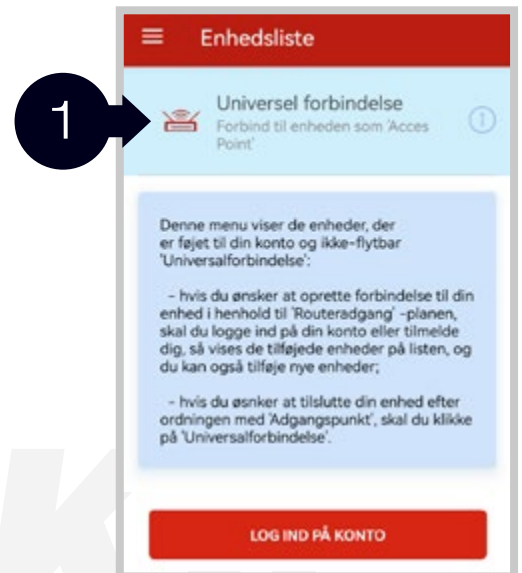 Enhedsliste
1
Universel forbindelse
Forbind til enheden som 'Acces
Point'
Denne menu viser de enheder, der
er føjet til din konto og ikke-flytbar
'Universalforbindelse':
- hvis du ønsker at oprette forbindelse til din
enhed i henhold til 'Routeradgang' -planen,
skal du logge ind på din konto eller tilmelde
dig, så vises de tilføjede enheder på listen, og
du kan også tilføje nye enheder;
- hvis du øsnker at tilslutte din enhed efter
ordningen med 'Adgangspunkt', skal du klikke
på 'Universalforbindelse'.
LOG IND PÅ KONTO